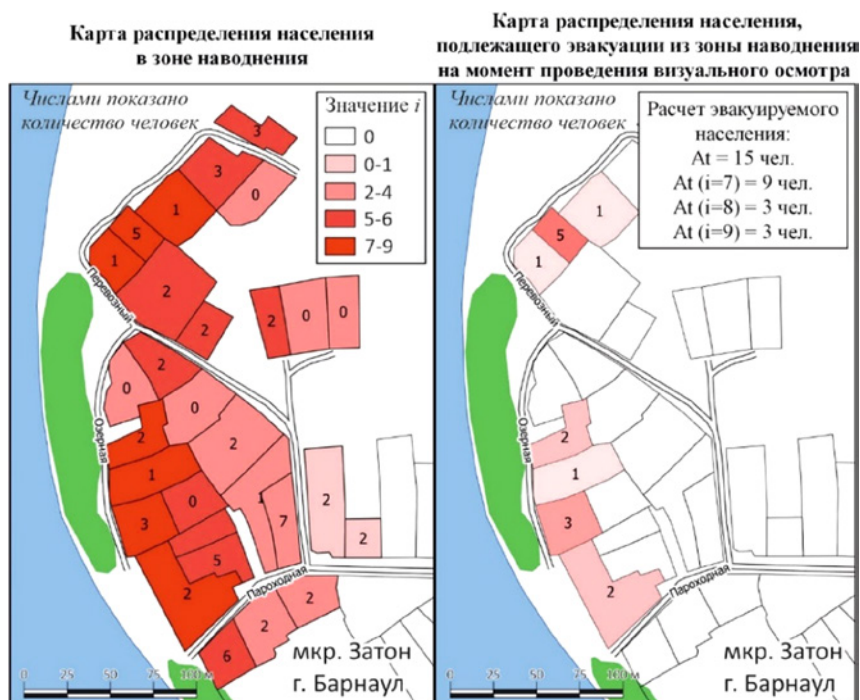 Карта распределения населения
в зоне наводнения
Числами показано
количество человек
Значение i
0
0-1
2-4
5-6
7-9
3
3
0
1
5
1
2
2
2
0
0
2
0
0
2
2
1
0
3
1
7
2
2
5
2
2
2
6
Перевозный
Озерная
Пароходная
мкр. Затон
г. Барнаул
0 25 50 75 100 м
Карта распределения населения,
подлежащего эвакуации из зоны наводнения
на момент проведения визуального осмотра
Числами показано
количество человек
Расчет эвакуируемого
населения:
At = 15 чел.
At (i=7) = 9 чел.
At (i=8) = 3 чел.
At (i=9) = 3 чел.
1
5
1
2
1
3
2
Перевозный
Озерная
Пароходная
мкр. Затон
г. Барнаул
0 25 50 75 100 м